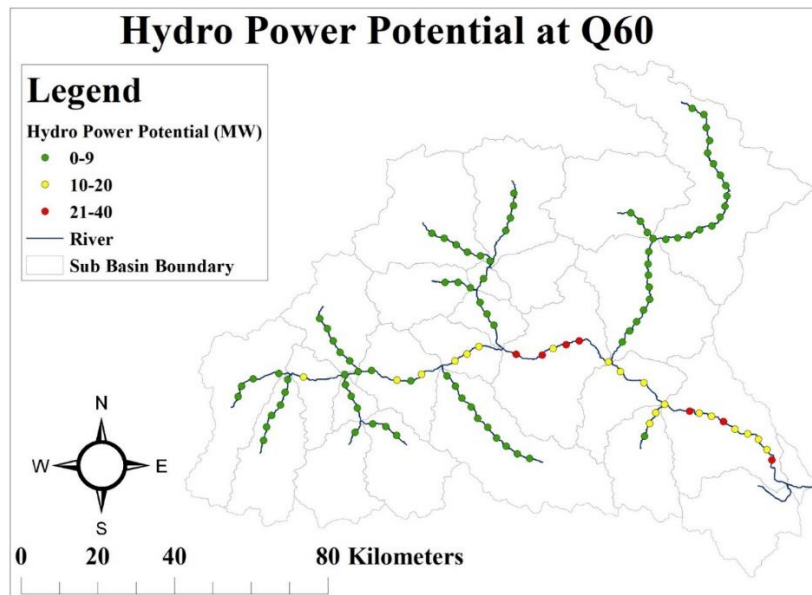 Hydro Power Potential at Q60
Legend
Hydro Power Potential (MW)
0-9
10-20
21-40
River
Sub Basin Boundary
N
W E
S
0 20 40 80 Kilometers